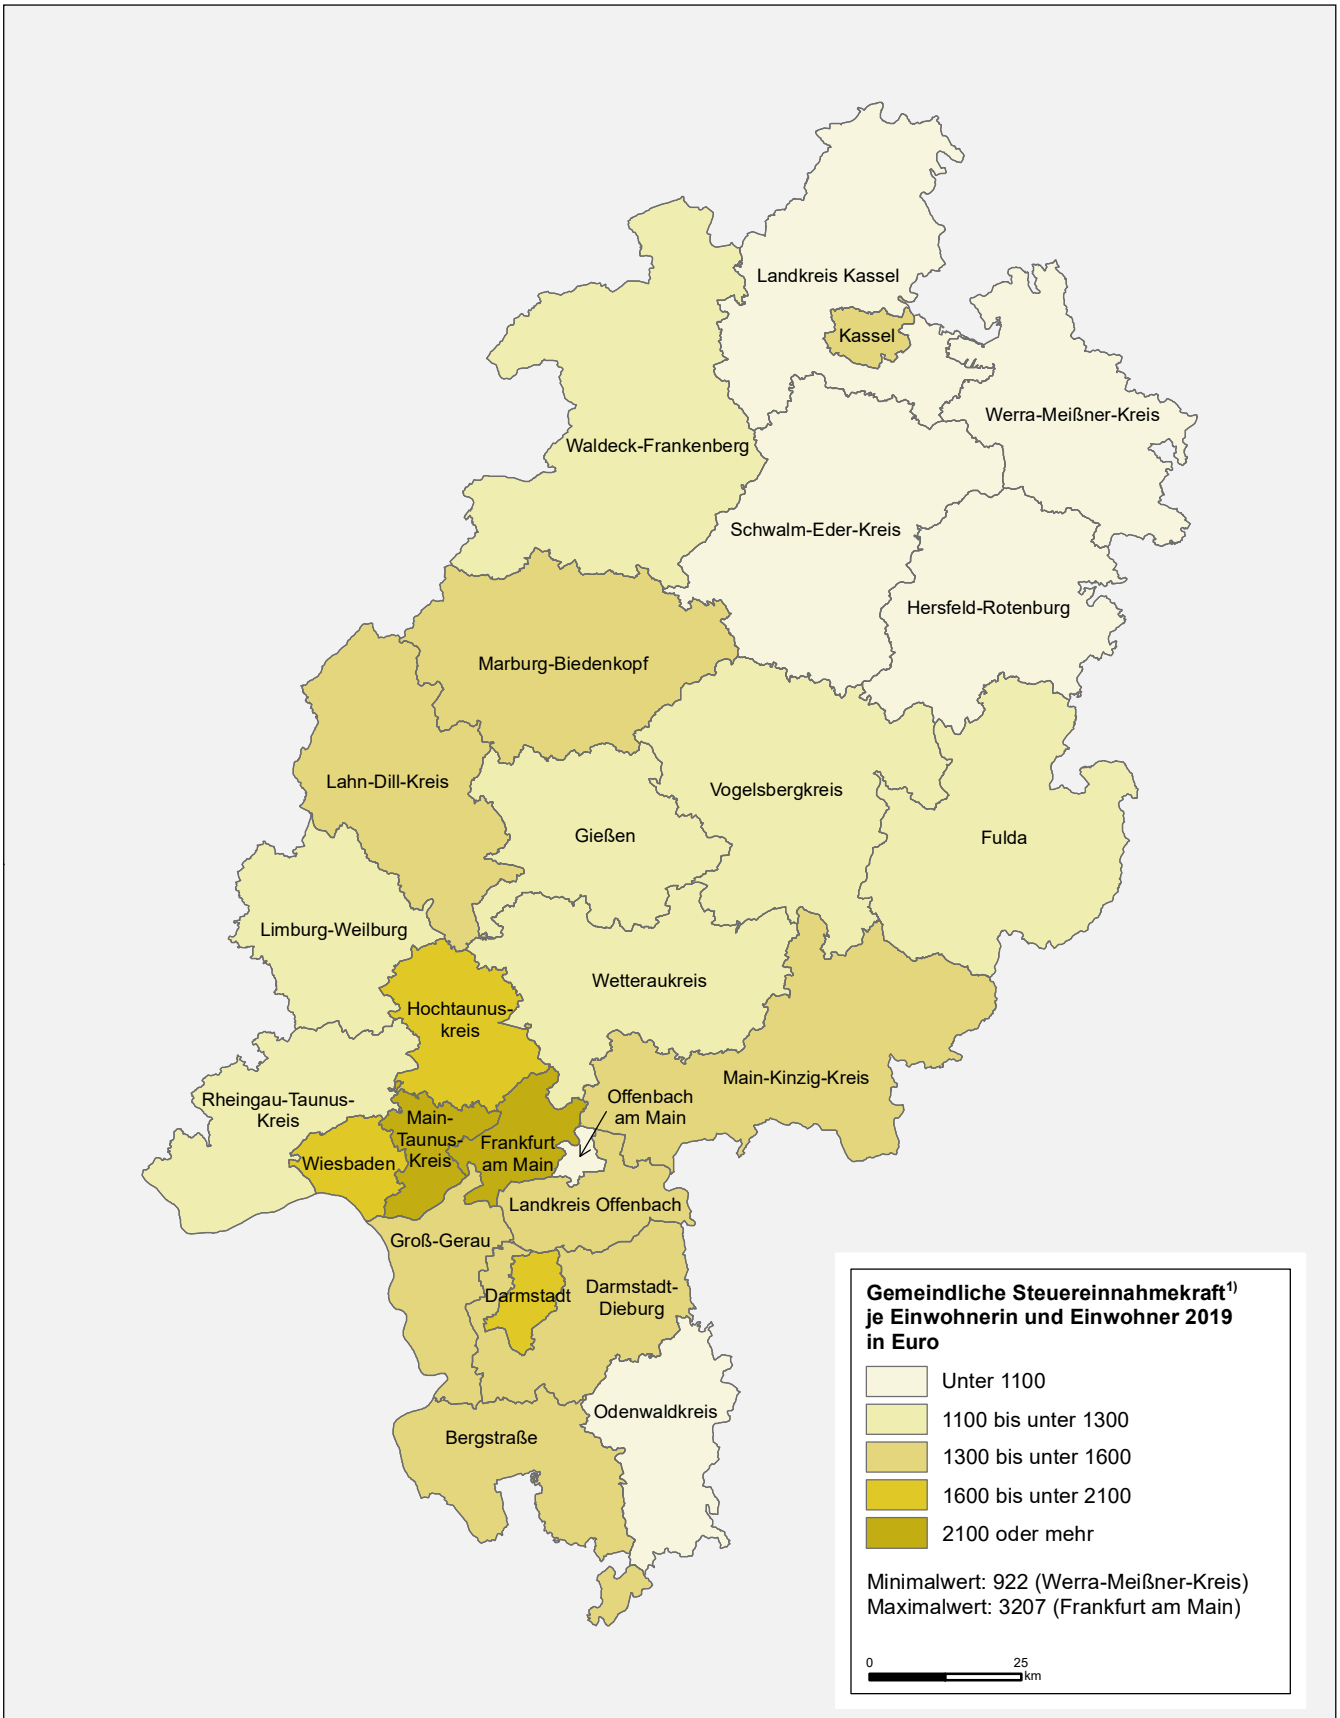 Landkreis Kassel
Kassel
Werra-Meißner-Kreis
Waldeck-Frankenberg
Schwalm-Eder-Kreis
Hersfeld-Rotenburg
Marburg-Biedenkopf
Lahn-Dill-Kreis
Vogelsbergkreis
Gießen
Fulda
Limburg-Weilburg
Wetteraukreis
Hochtaunus-
kreis
Main-Kinzig-Kreis
Offenbach
am Main
Rheingau-Taunus-
Kreis
Main-
Taunus-
Kreis
Frankfurt
am Main
Wiesbaden
Landkreis Offenbach
Groß-Gerau
Darmstadt
Darmstadt-
Dieburg
Odenwaldkreis
Bergstraße
Gemeindliche Steuereinnahmekraft1)
je Einwohnerin und Einwohner 2019
in Euro
Unter 1100
1100 bis unter 1300
1300 bis unter 1600
1600 bis unter 2100
2100 oder mehr
Minimalwert: 922 (Werra-Meißner-Kreis)
Maximalwert: 3207 (Frankfurt am Main)
0 25
km